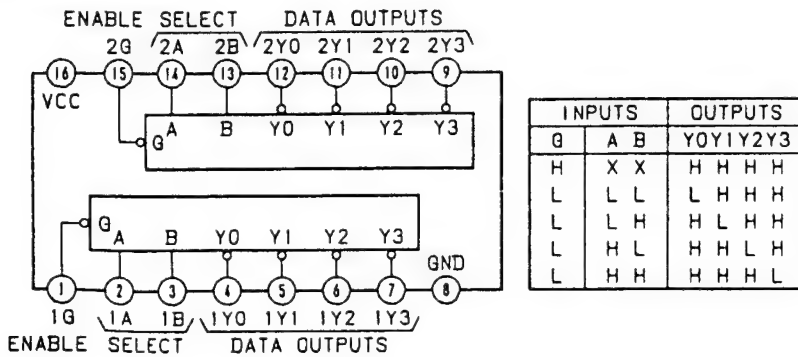 ENABLE SELECT DATA OUTPUTS
2G 2A 2B 2Y0 2Y1 2Y2 2Y3
16 15 14 13 12 11 10 9
VCC
A B Y0 Y1 Y2 Y3
G
G
A B Y0 Y1 Y2 Y3
GND
1 2 3 4 5 6 7 8
1G 1A 1B 1Y0 1Y1 1Y2 1Y3
ENABLE SELECT DATA OUTPUTS
INPUTS OUTPUTS
G A B Y0 Y1 Y2 Y3
H X X H H H H
L L L L H H H
L L H H L H H
L H L H H L H
L H H H H H L